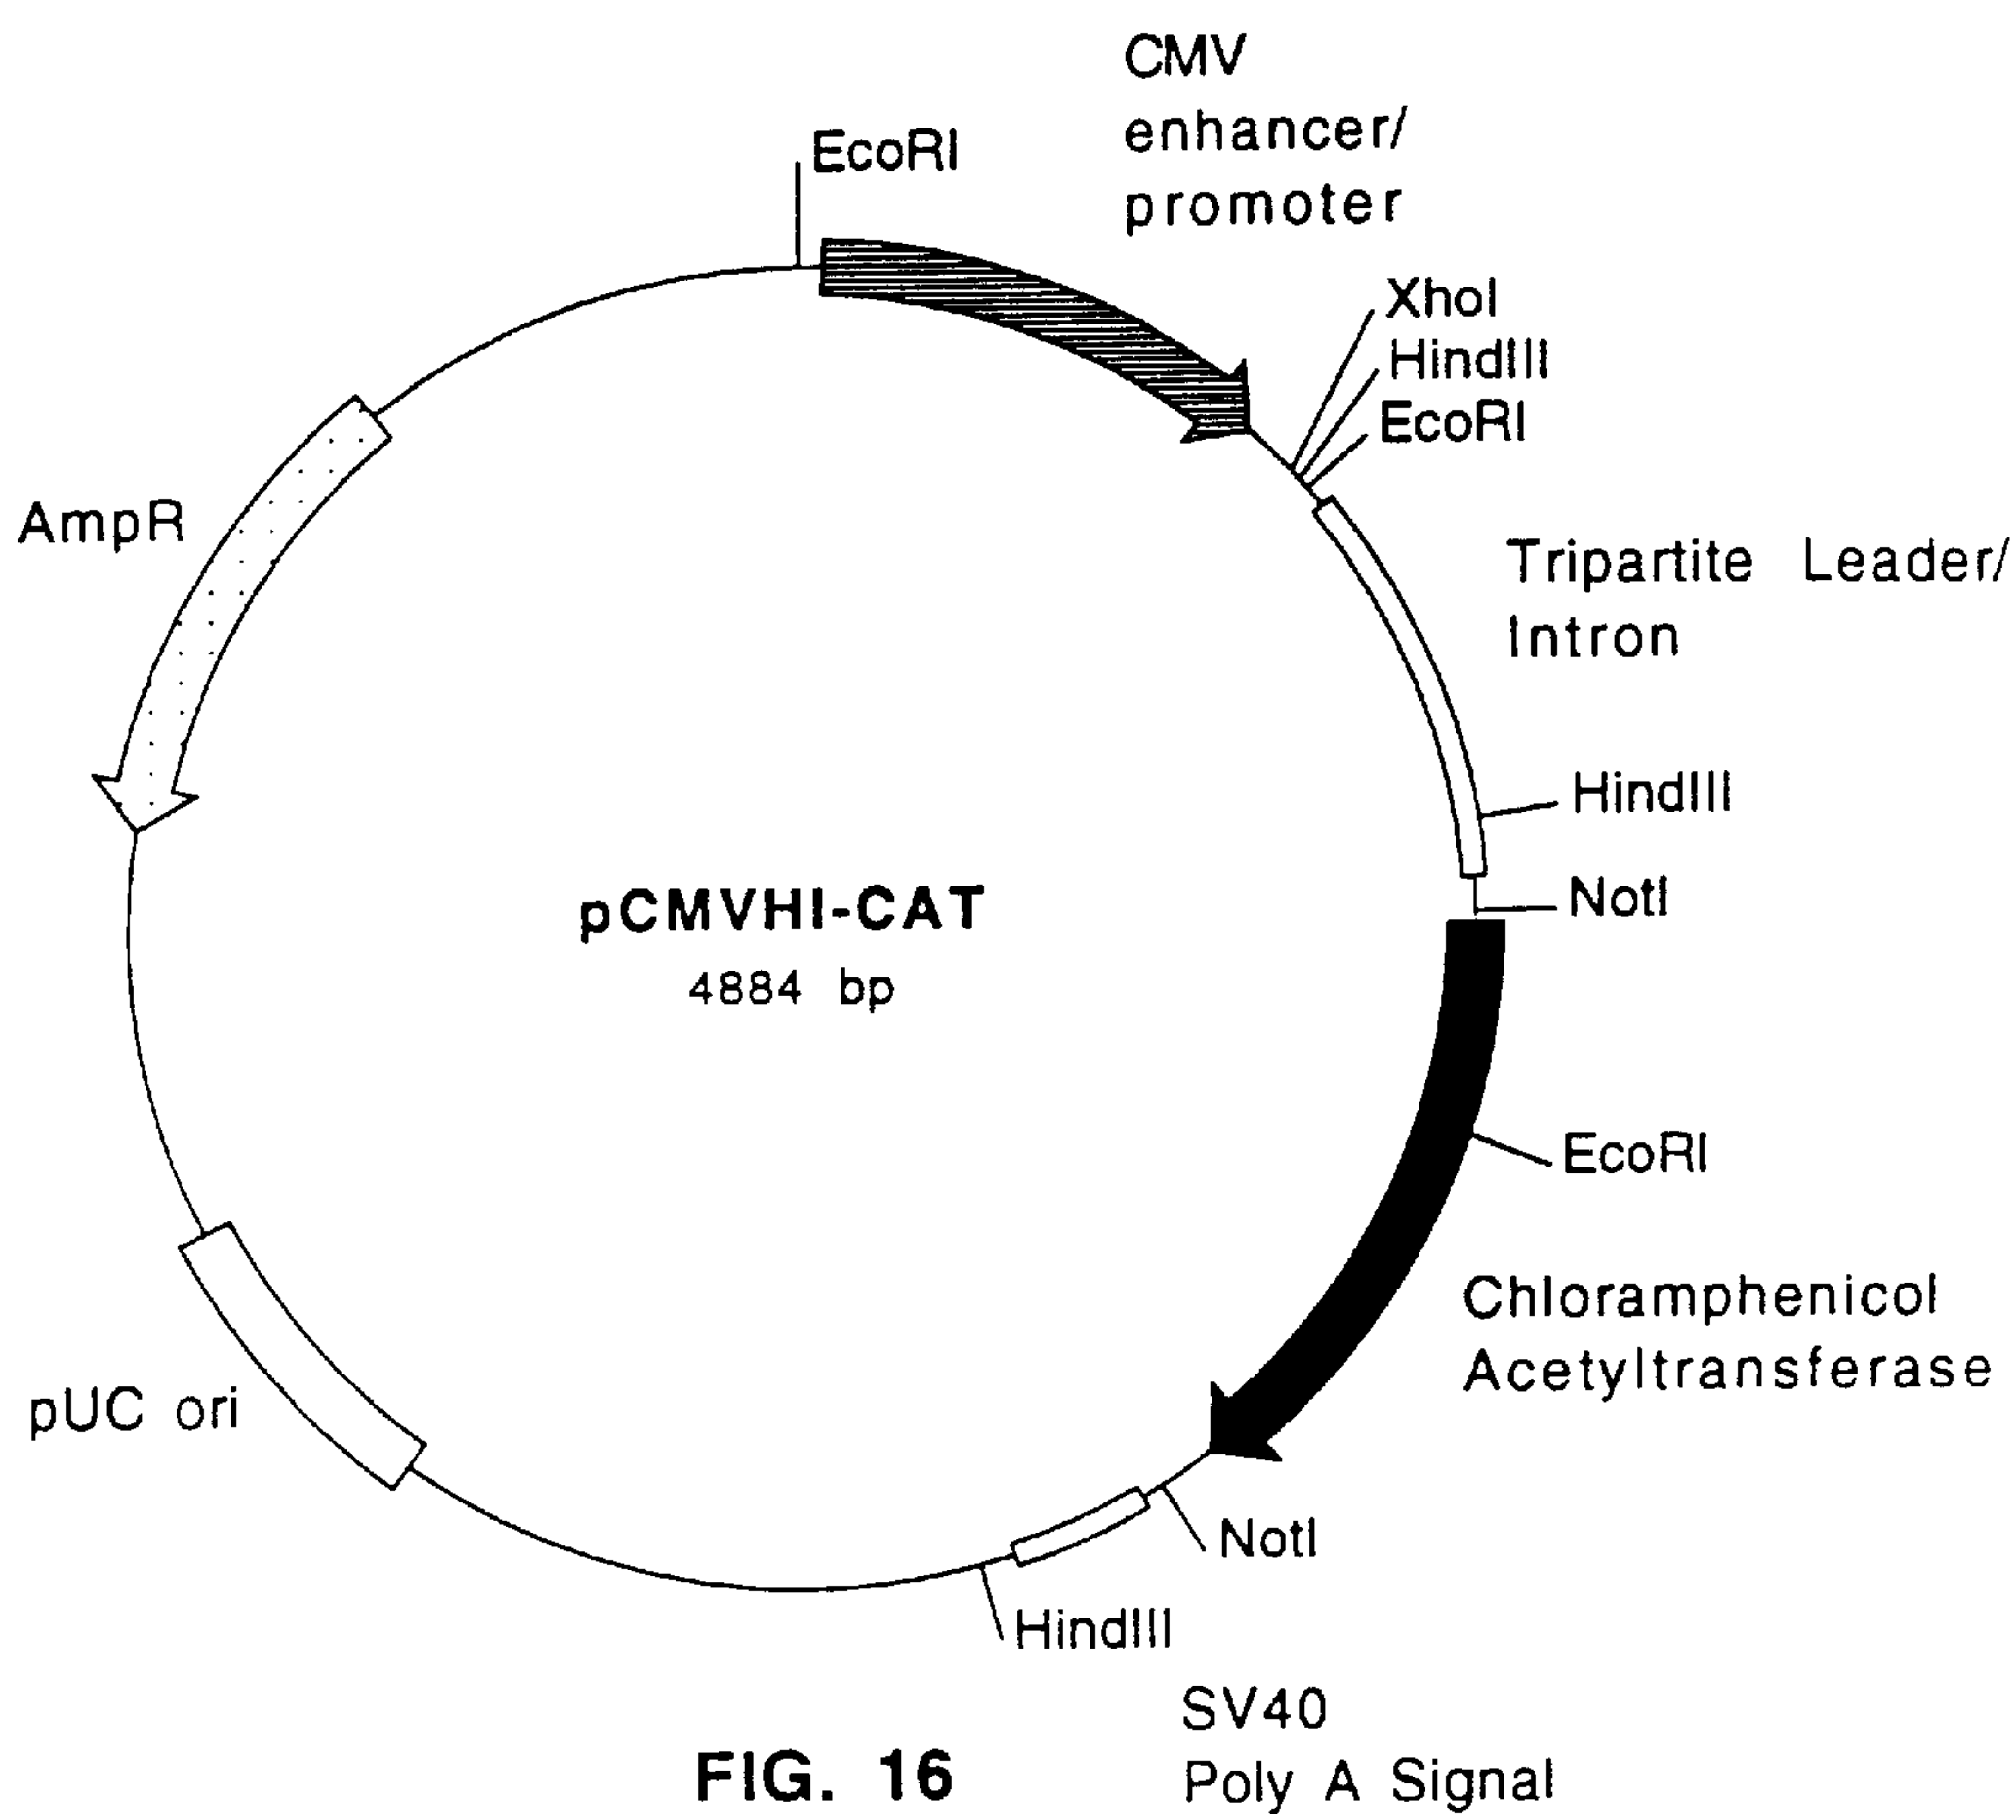 CMV
enhancer/
promoter
EcoRI
XhoI
HindIII
EcoRI
AmpR
Tripartite Leader/
Intron
HindIII
NotI
pCMVHI-CAT
4884 bp
EcoRI
Chloramphenicol
Acetyltransferase
pUC ori
NotI
HindIII
SV40
Poly A Signal
FIG. 16